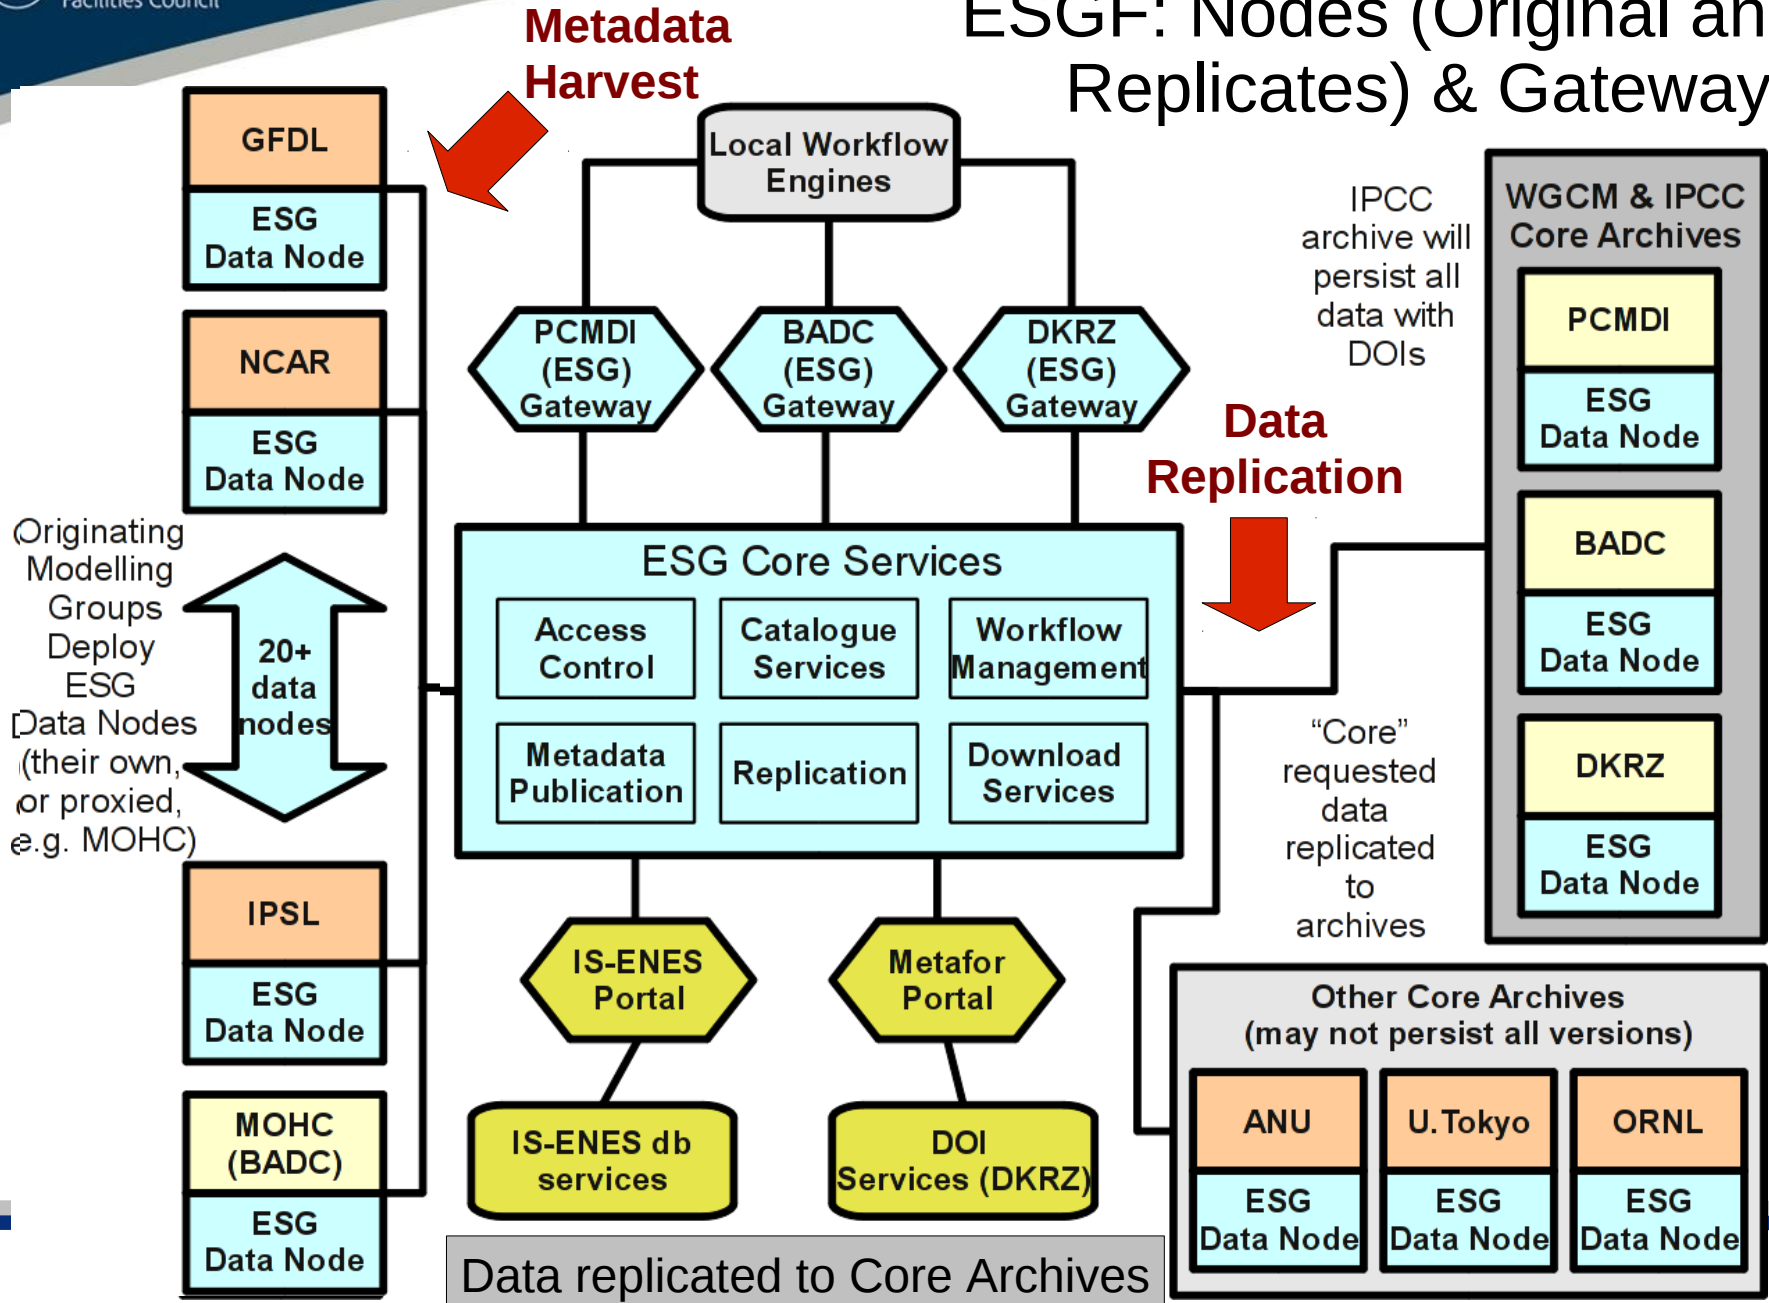 Facilities Council
Metadata
Harvest
ESGF: Nodes (Original an
Replicates) & Gateway
GFDL
ESG
Data Node
NCAR
ESG
Data Node
Originating
Modelling
Groups
Deploy
ESG
Data Nodes
(their own,
or proxied,
e.g. MOHC)
20+
data
nodes
IPSL
ESG
Data Node
MOHC
(BADC)
ESG
Data Node
Local Workflow
Engines
PCMDI
(ESG)
Gateway
BADC
(ESG)
Gateway
DKRZ
(ESG)
Gateway
Data
Replication
ESG Core Services
Access
Control
Catalogue
Services
Workflow
Management
Metadata
Publication
Replication
Download
Services
IS-ENES
Portal
Metafor
Portal
IS-ENES db
services
DOI
Services (DKRZ)
IPCC
archive will
persist all
data with
DOIs
WGCM & IPCC
Core Archives
PCMDI
ESG
Data Node
BADC
ESG
Data Node
DKRZ
ESG
Data Node
“Core”
requested
data
replicated
to
archives
Other Core Archives
(may not persist all versions)
ANU
ESG
Data Node
U.Tokyo
ESG
Data Node
ORNL
ESG
Data Node
Data replicated to Core Archives